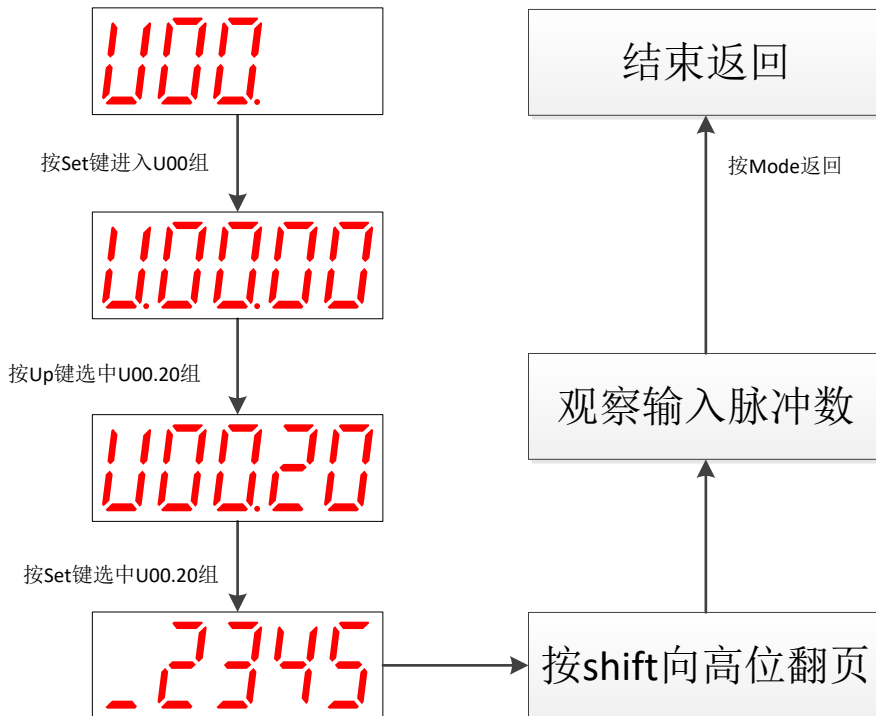 U00.
按Set键进入U00组
U.00.00
按Up键选中U00.20组
U00.20
按Set键选中U00.20组
_2345
按shift向高位翻页
观察输入脉冲数
按Mode返回
结束返回